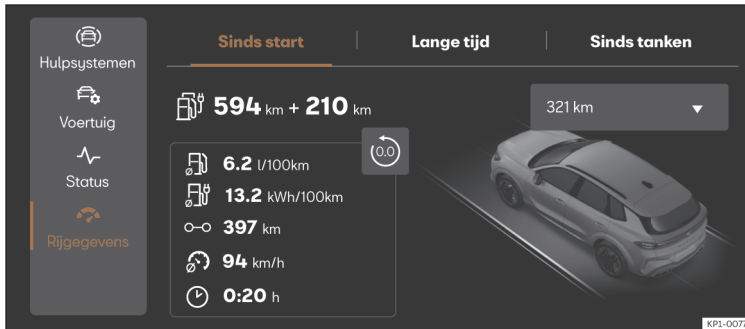 Sinds start
Lange tijd
Sinds tanken
Hulpsystemen
Voertuig
Status
Rijgegevens
594 km + 210 km
321 km
(0.0)
6.2 l/100km
13.2 kWh/100km
397 km
94 km/h
0:20 h
KP1-0077